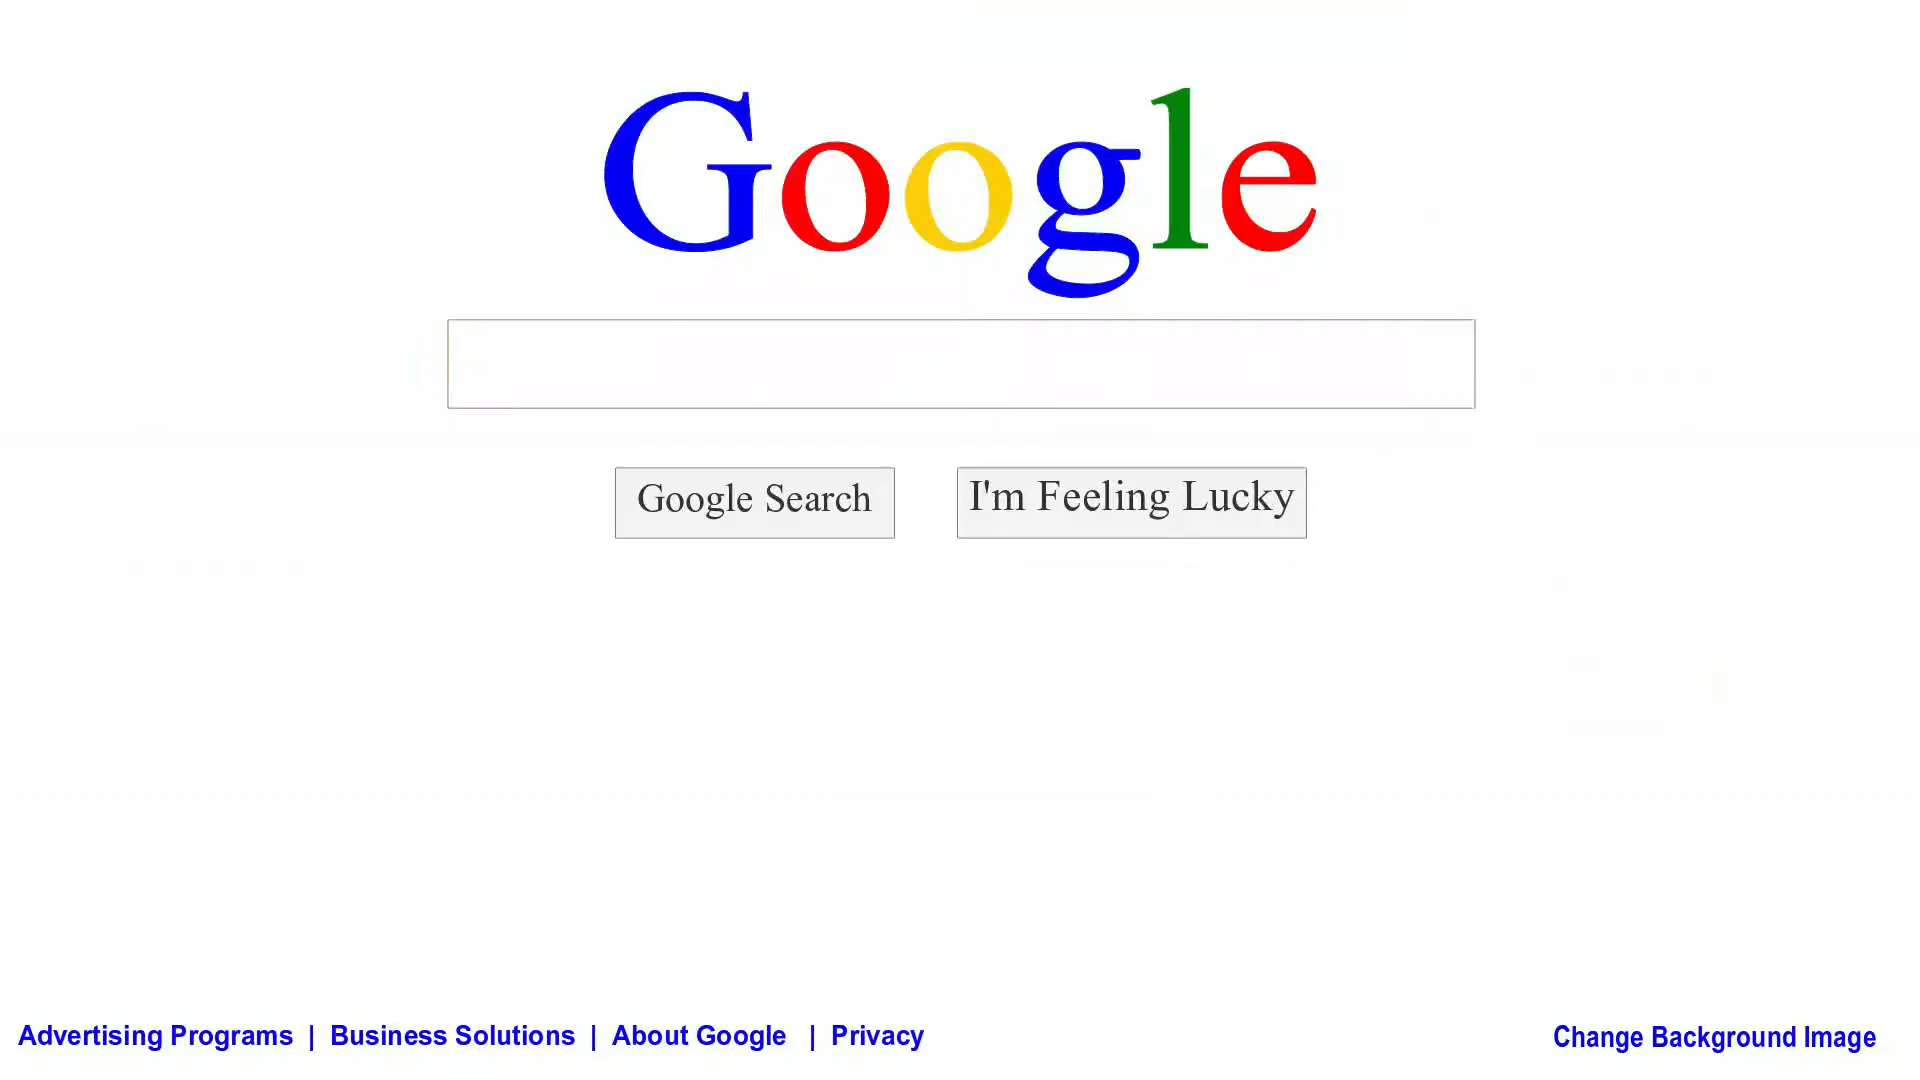 Google
Google Search
I'm Feeling Lucky
Advertising Programs | Business Solutions | About Google | Privacy
Change Background Image